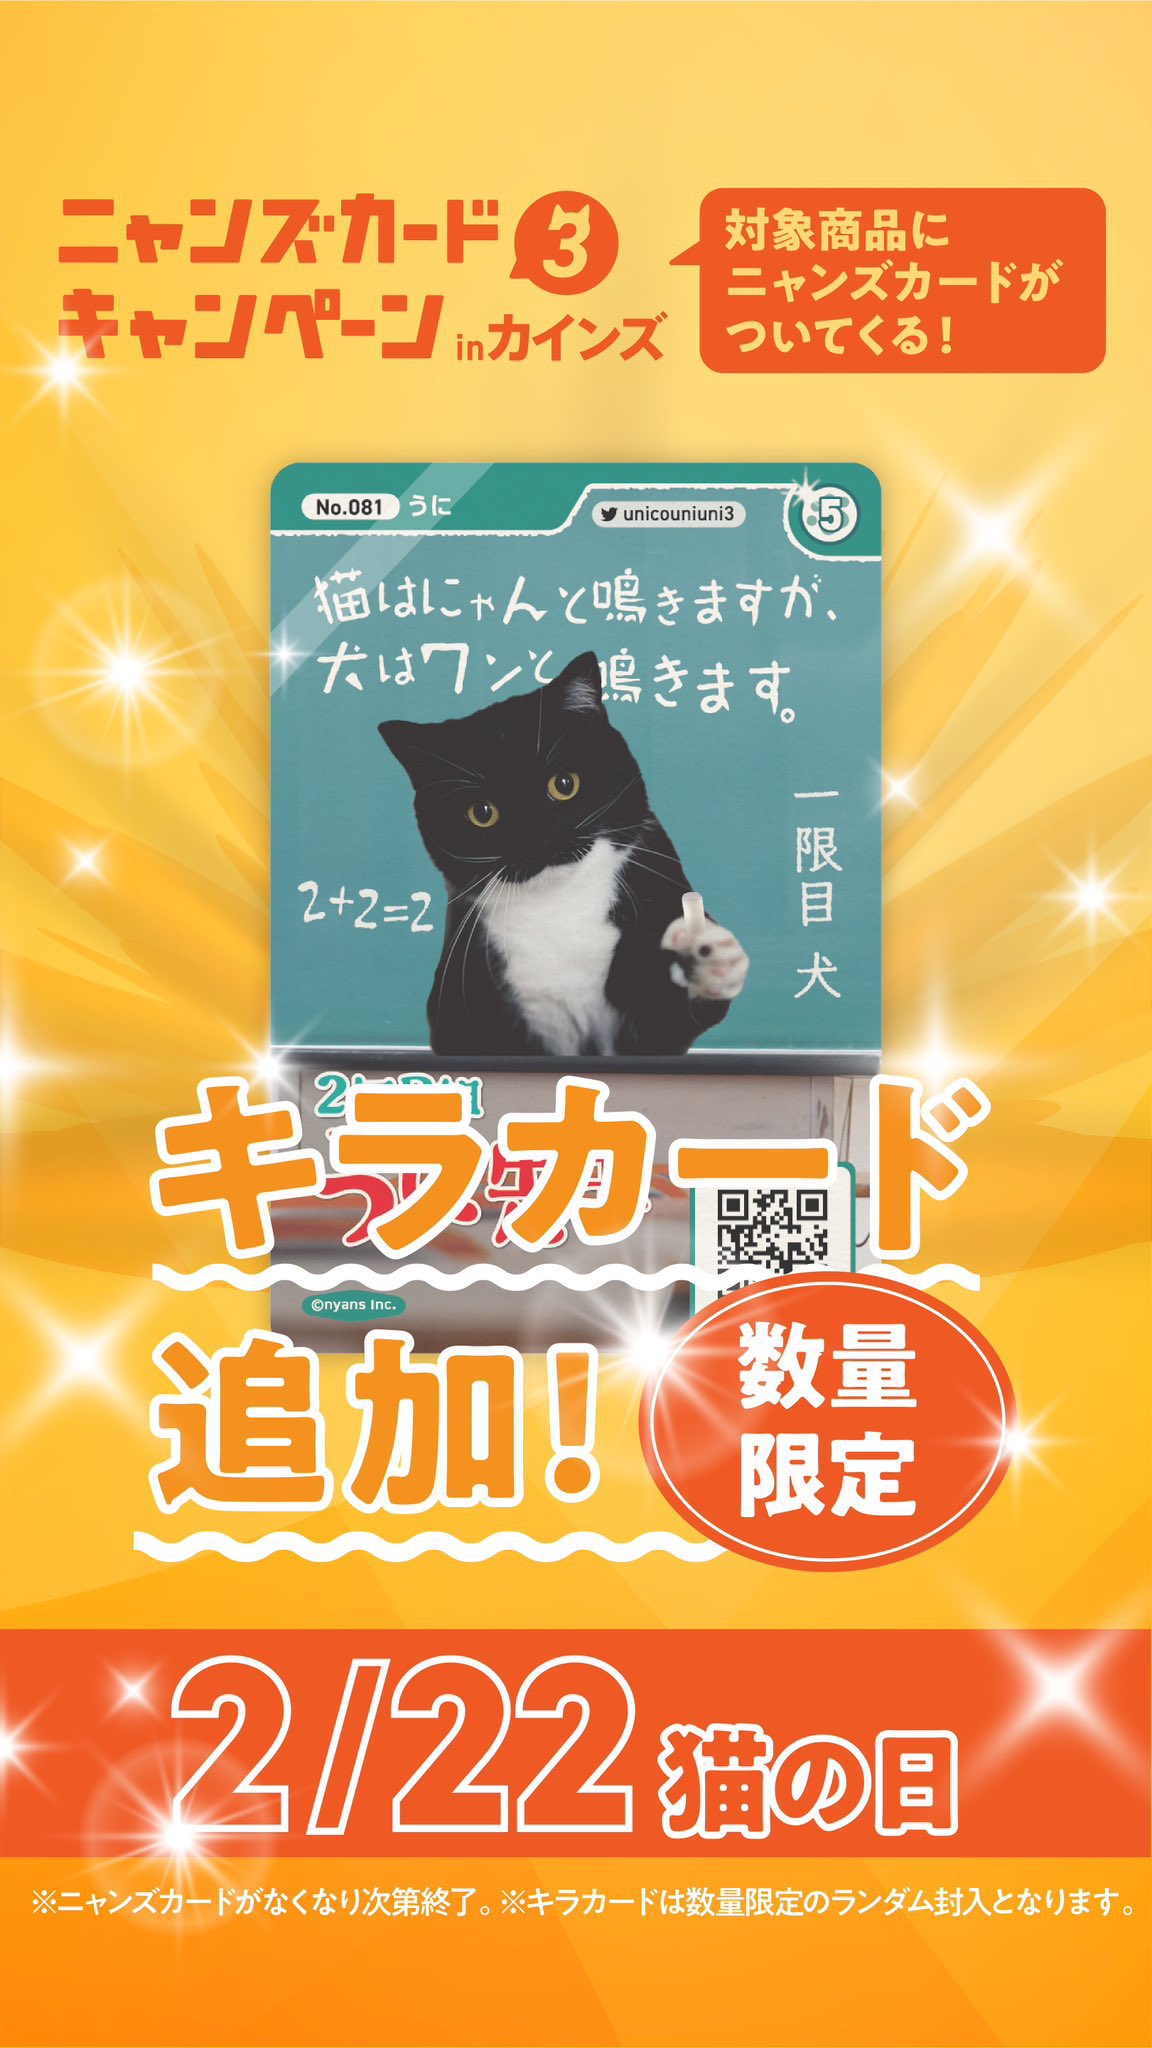 ニャンズカード3
キャンペーン in カインズ
対象商品に
ニャンズカードが
ついてくる！
No.081 うに
unicouniuni3
5
猫はにゃんと鳴きますが、
犬はワンと鳴きます。
一限目 犬
2+2=2
キラカード
追加！
©nyans Inc.
数量
限定
2/22 猫の日
※ニャンズカードがなくなり次第終了。※キラカードは数量限定のランダム封入となります。